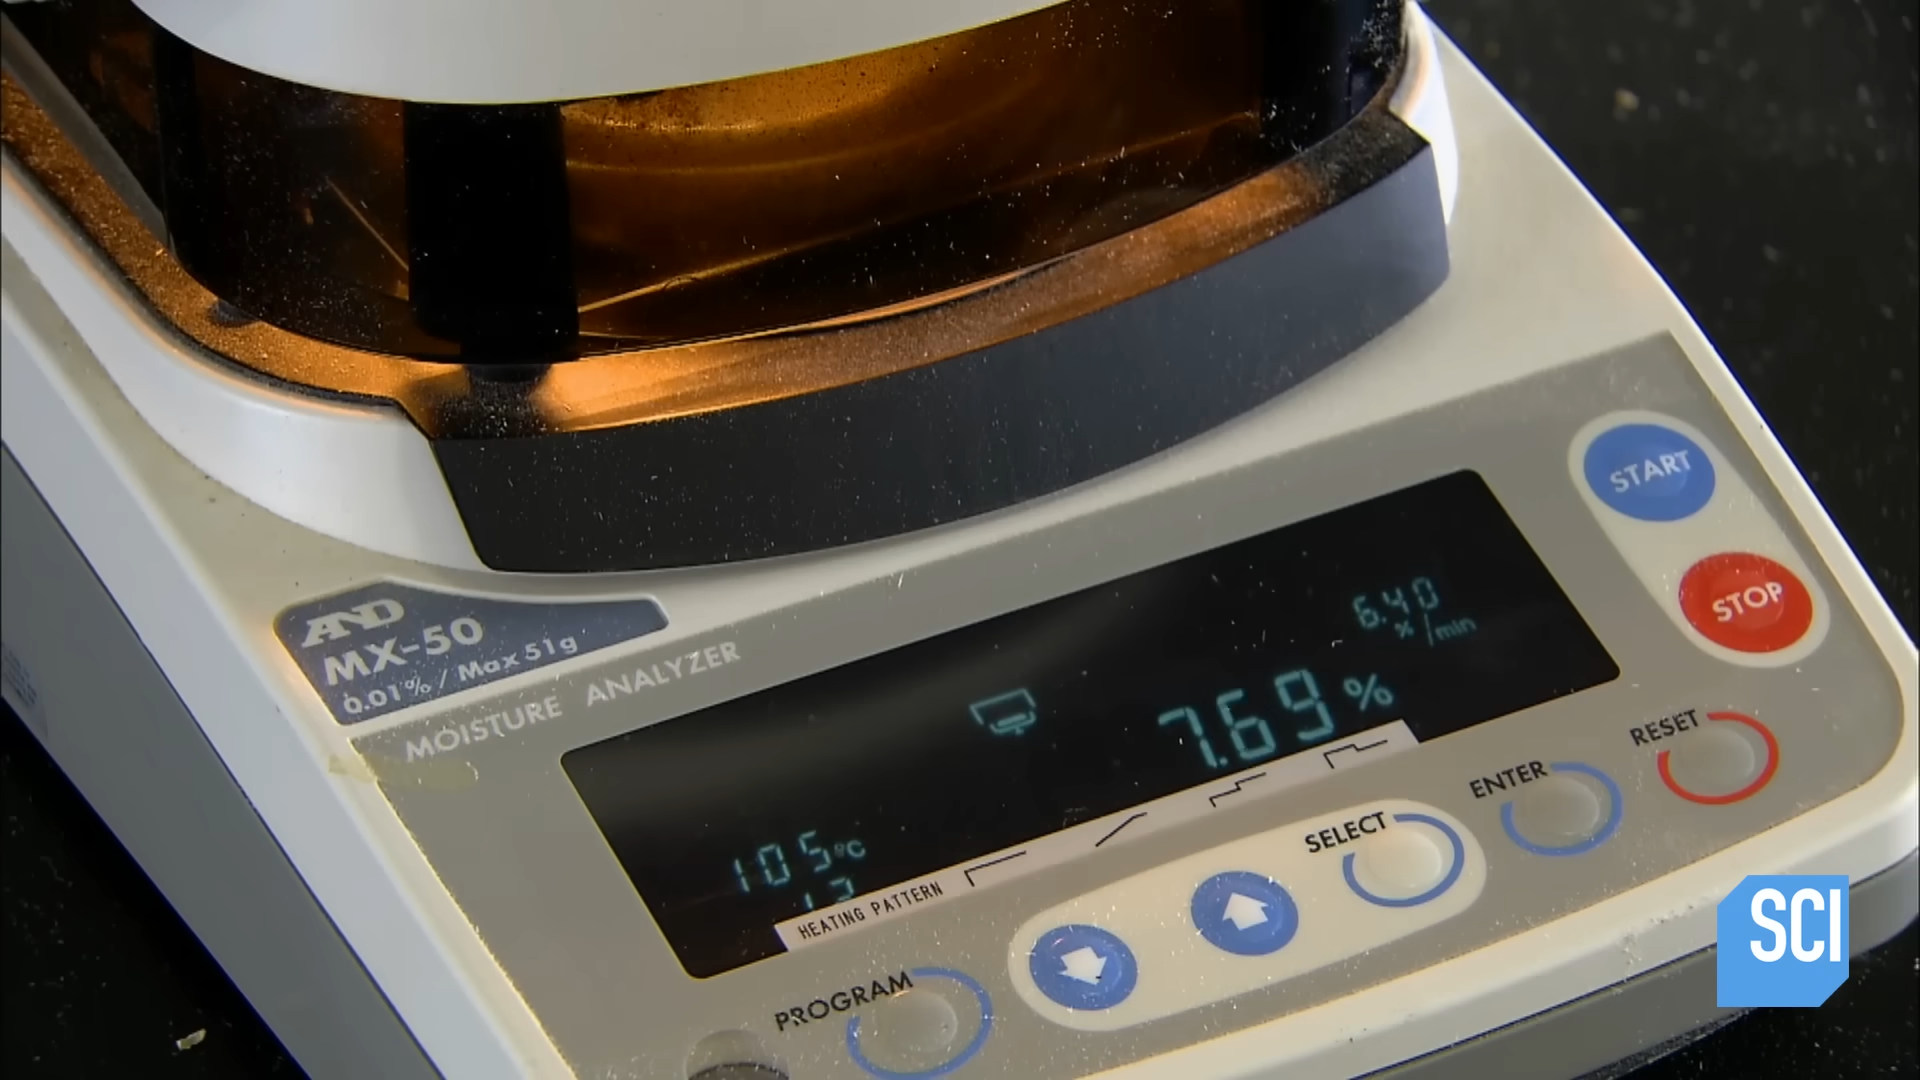 AND
MX-50
0.01% / Max 51g
MOISTURE ANALYZER
6.40
%/min
7.69 %
105°C
HEATING PATTERN
START
STOP
RESET
ENTER
SELECT
PROGRAM
SCI